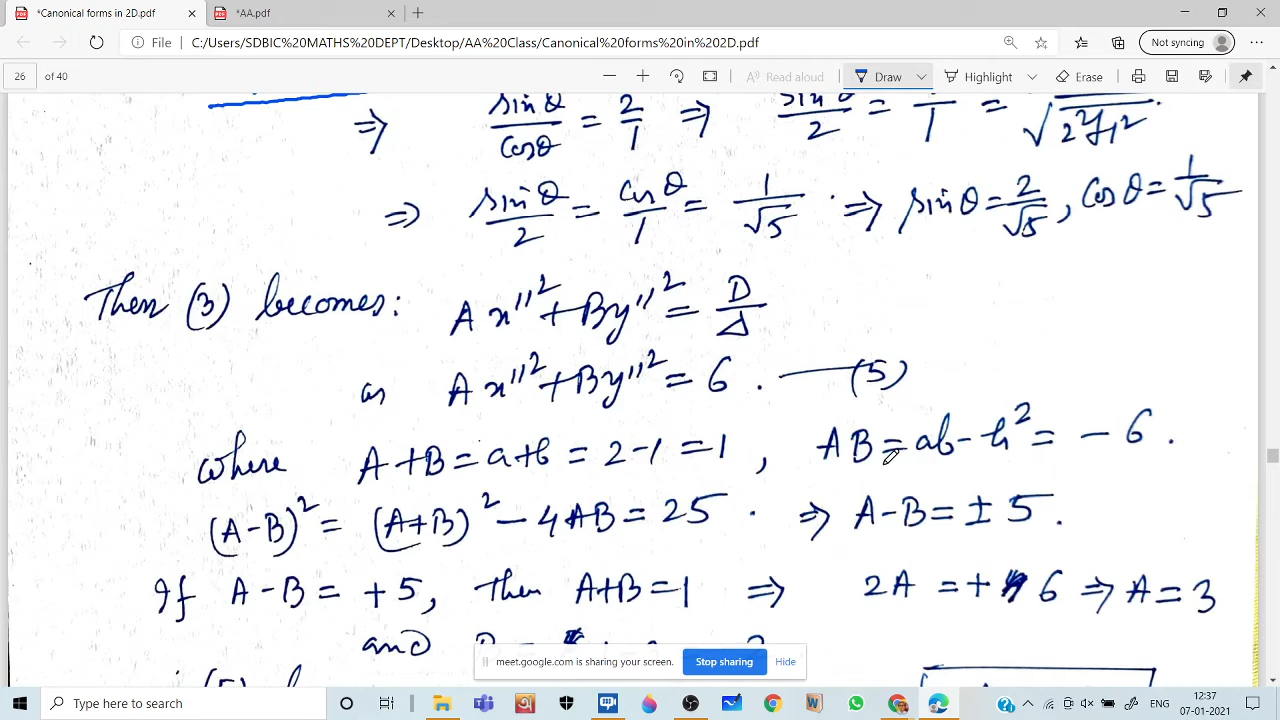 *Canonical forms in 2D.pdf × *AA.pdf × +
File C:/Users/SDBIC%20MATHS%20DEPT/Desktop/AA%20Class/Canonical%20forms%20in%202D.pdf Not syncing
26 of 40 Read aloud Draw Highlight Erase
⇒ sinθ/cosθ = 2/1 ⇒ sinθ/2 = /1 = √ /2²+1²
⇒ sinθ/2 = cosθ/1 = 1/√5 . ⇒ sinθ = 2/√5 , cosθ = 1/√5
Then (3) becomes: Ax''² + By''² = D/Δ
or Ax''² + By''² = 6 . —(5)
where A+B = a+b = 2-1 = 1 , AB = ab-h² = -6 .
(A-B)² = (A+B)² - 4AB = 25 . ⇒ A-B = ± 5 .
If A-B = +5, then A+B = 1 ⇒ 2A = + 6 ⇒ A = 3
and
meet.google.com is sharing your screen. Stop sharing Hide
Type here to search ENG 12:37
07-01-2021